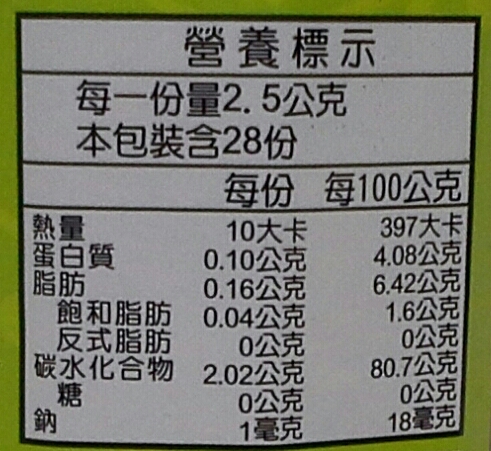 營養標示
每一份量2.5公克
本包裝含28份
每份 每100公克
熱量 10大卡 397大卡
蛋白質 0.10公克 4.08公克
脂肪 0.16公克 6.42公克
飽和脂肪 0.04公克 1.6公克
反式脂肪 0公克 0公克
碳水化合物 2.02公克 80.7公克
糖 0公克 0公克
鈉 1毫克 18毫克